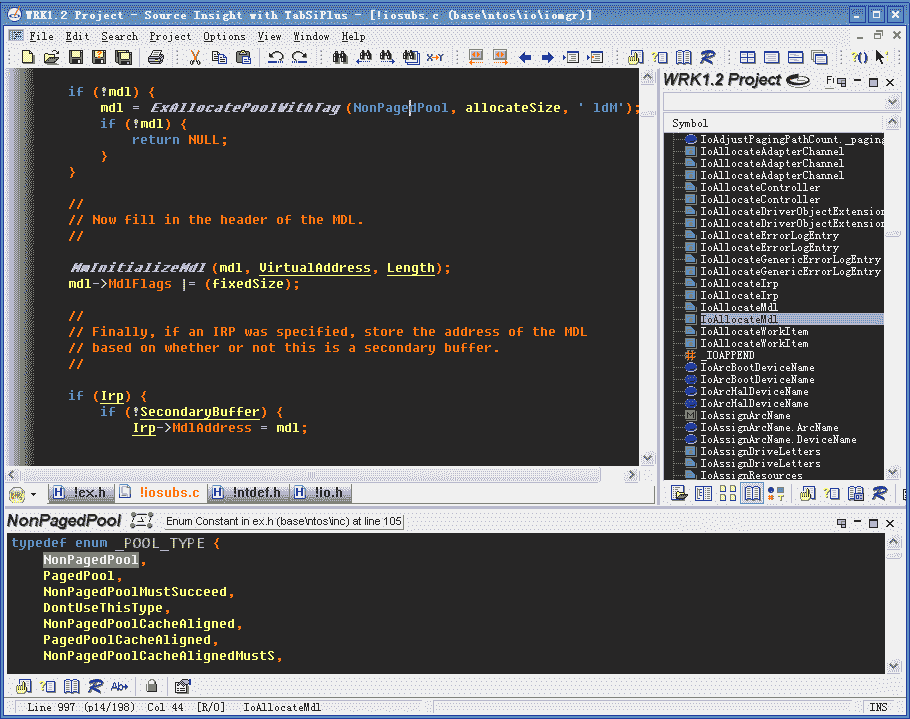 WRK1.2 Project - Source Insight with TabSiPlus - [!iosubs.c (base\ntos\io\iomgr)]
File Edit Search Project Options View Window Help
if (!mdl) {
mdl = ExAllocatePoolWithTag (NonPagedPool, allocateSize, ' ldM');
if (!mdl) {
return NULL;
}
}
//
// Now fill in the header of the MDL.
//
MmInitializeMdl (mdl, VirtualAddress, Length);
mdl->MdlFlags |= (fixedSize);
//
// Finally, if an IRP was specified, store the address of the MDL
// based on whether or not this is a secondary buffer.
//
if (Irp) {
if (!SecondaryBuffer) {
Irp->MdlAddress = mdl;
!ex.h !iosubs.c !ntdef.h !io.h
WRK1.2 Project
Symbol
IoAdjustPagingPathCount._paging
IoAllocateAdapterChannel
IoAllocateAdapterChannel
IoAllocateAdapterChannel
IoAllocateController
IoAllocateController
IoAllocateDriverObjectExtension
IoAllocateDriverObjectExtension
IoAllocateErrorLogEntry
IoAllocateErrorLogEntry
IoAllocateGenericErrorLogEntry
IoAllocateGenericErrorLogEntry
IoAllocateIrp
IoAllocateIrp
IoAllocateMdl
IoAllocateMdl
IoAllocateWorkItem
IoAllocateWorkItem
_IOAPPEND
IoArcBootDeviceName
IoArcBootDeviceName
IoArcHalDeviceName
IoArcHalDeviceName
IoAssignArcName
IoAssignArcName.ArcName
IoAssignArcName.DeviceName
IoAssignDriveLetters
IoAssignDriveLetters
IoAssignResources
NonPagedPool Enum Constant in ex.h (base\ntos\inc) at line 105
typedef enum _POOL_TYPE {
NonPagedPool,
PagedPool,
NonPagedPoolMustSucceed,
DontUseThisType,
NonPagedPoolCacheAligned,
PagedPoolCacheAligned,
NonPagedPoolCacheAlignedMustS,
Line 997 (p14/198) Col 44 [R/O] IoAllocateMdl INS